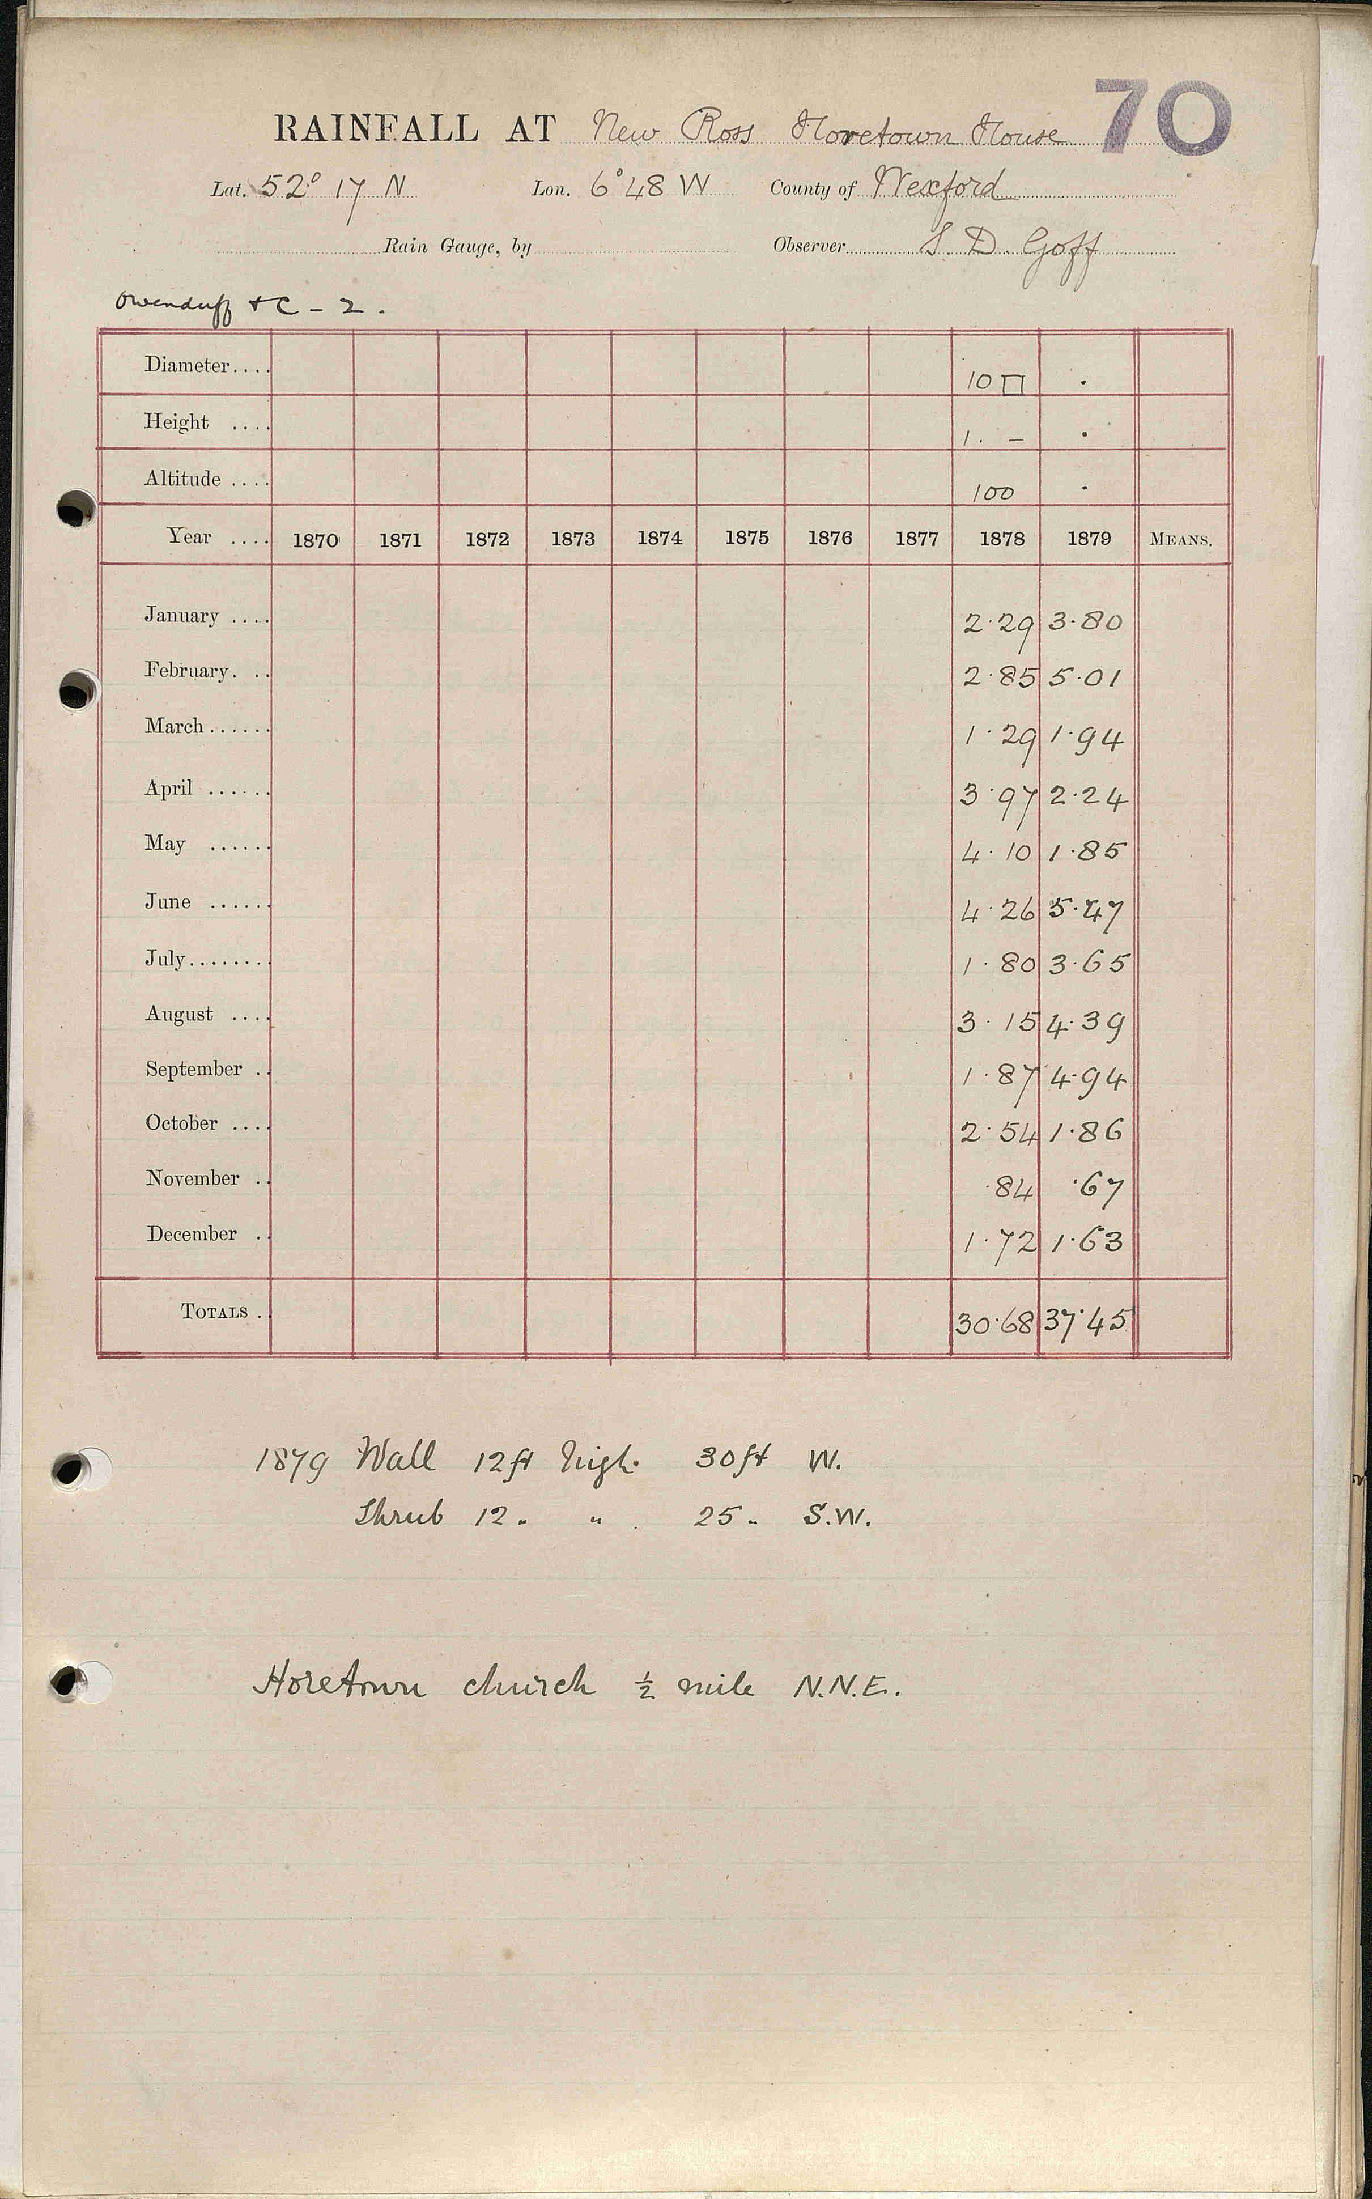 70
RAINFALL AT New Ross Horetown House
Lat. 52° 17 N Lon. 6° 48 W County of Wexford
Rain Gauge, by Observer S. D. Goff
Owenduff & C - 2.
Diameter.... 10 □ .
Height .... 1. - .
Altitude .... 100 .
Year .... 1870 1871 1872 1873 1874 1875 1876 1877 1878 1879 MEANS.
January .... 2.29 3.80
February. .. 2.85 5.01
March...... 1.29 1.94
April ...... 3.97 2.24
May ...... 4.10 1.85
June ...... 4.26 5.47
July........ 1.80 3.65
August .... 3.15 4.39
September .. 1.87 4.94
October .... 2.54 1.86
November .. .84 .67
December .. 1.72 1.63
TOTALS . 30.68 37.45
1879 Wall 12ft high. 30ft W.
Shrub 12 " " 25 " S.W.
Horetown church ½ mile N.N.E.